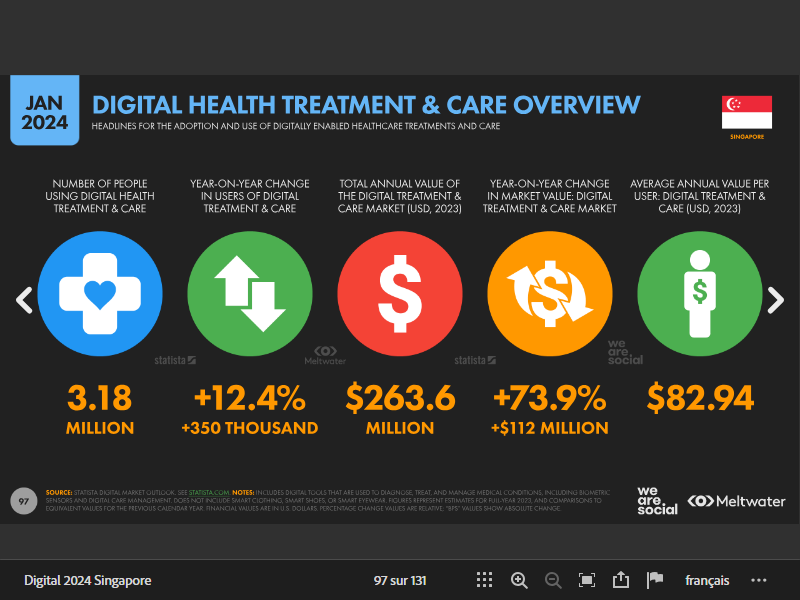 JAN
2024
DIGITAL HEALTH TREATMENT & CARE OVERVIEW
HEADLINES FOR THE ADOPTION AND USE OF DIGITALLY ENABLED HEALTHCARE TREATMENTS AND CARE
SINGAPORE
NUMBER OF PEOPLE
USING DIGITAL HEALTH
TREATMENT & CARE
YEAR-ON-YEAR CHANGE
IN USERS OF DIGITAL
TREATMENT & CARE
TOTAL ANNUAL VALUE OF
THE DIGITAL TREATMENT &
CARE MARKET (USD, 2023)
YEAR-ON-YEAR CHANGE
IN MARKET VALUE: DIGITAL
TREATMENT & CARE MARKET
AVERAGE ANNUAL VALUE PER
USER: DIGITAL TREATMENT &
CARE (USD, 2023)
$
$
$
statista
Meltwater
statista
we
are.
social
3.18
MILLION
+12.4%
+350 THOUSAND
$263.6
MILLION
+73.9%
+$112 MILLION
$82.94
97
SOURCE: STATISTA DIGITAL MARKET OUTLOOK. SEE STATISTA.COM. NOTES: INCLUDES DIGITAL TOOLS THAT ARE USED TO DIAGNOSE, TREAT, AND MANAGE MEDICAL CONDITIONS, INCLUDING BIOMETRIC
SENSORS AND DIGITAL CARE MANAGEMENT. DOES NOT INCLUDE SMART CLOTHING, SMART SHOES, OR SMART EYEWEAR. FIGURES REPRESENT ESTIMATES FOR FULL-YEAR 2023, AND COMPARISONS TO
EQUIVALENT VALUES FOR THE PREVIOUS CALENDAR YEAR. FINANCIAL VALUES ARE IN U.S. DOLLARS. PERCENTAGE CHANGE VALUES ARE RELATIVE; "BPS" VALUES SHOW ABSOLUTE CHANGE.
we
are.
social
Meltwater
Digital 2024 Singapore
97 sur 131
français